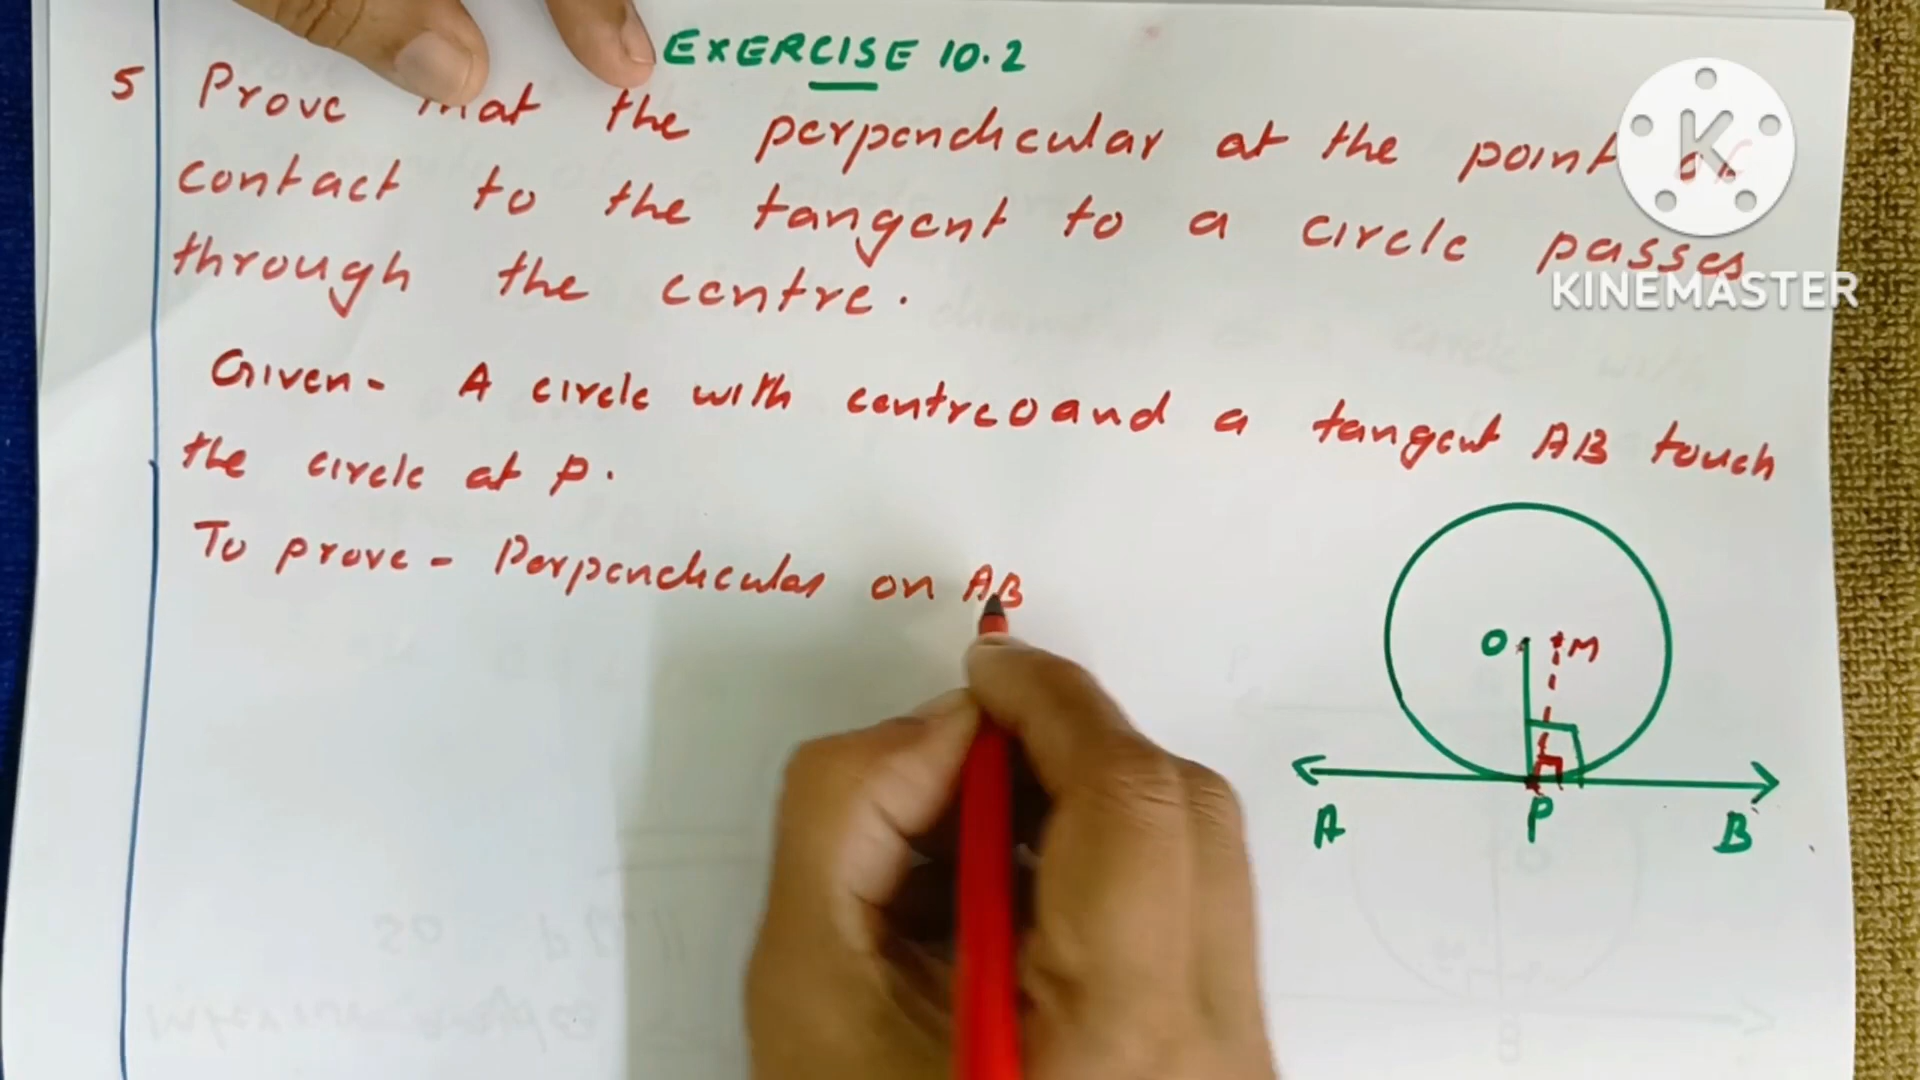 EXERCISE 10.2
5 Prove that the perpendicular at the point of
contact to the tangent to a circle passes
through the centre.
Given- A circle with centre O and a tangent AB touch
the circle at P.
To prove- Perpendicular on AB
K
KINEMASTER
O M
P
A B